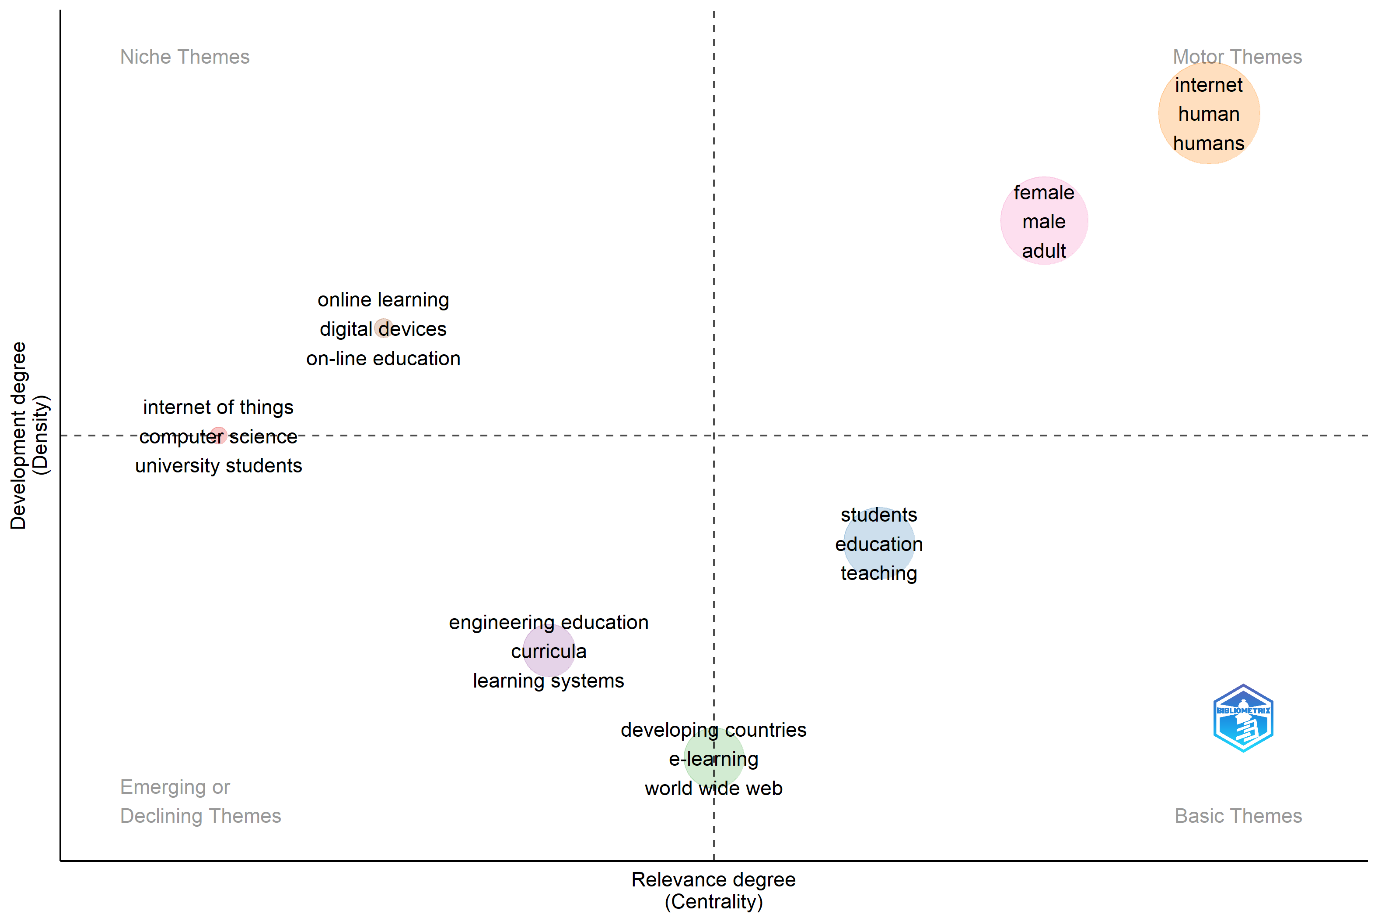 Niche Themes
Motor Themes
internet
human
humans
female
male
adult
online learning
digital devices
on-line education
internet of things
computer science
university students
students
education
teaching
engineering education
curricula
learning systems
developing countries
e-learning
world wide web
BIBLIOMETRIX
Emerging or
Declining Themes
Basic Themes
Development degree
(Density)
Relevance degree
(Centrality)